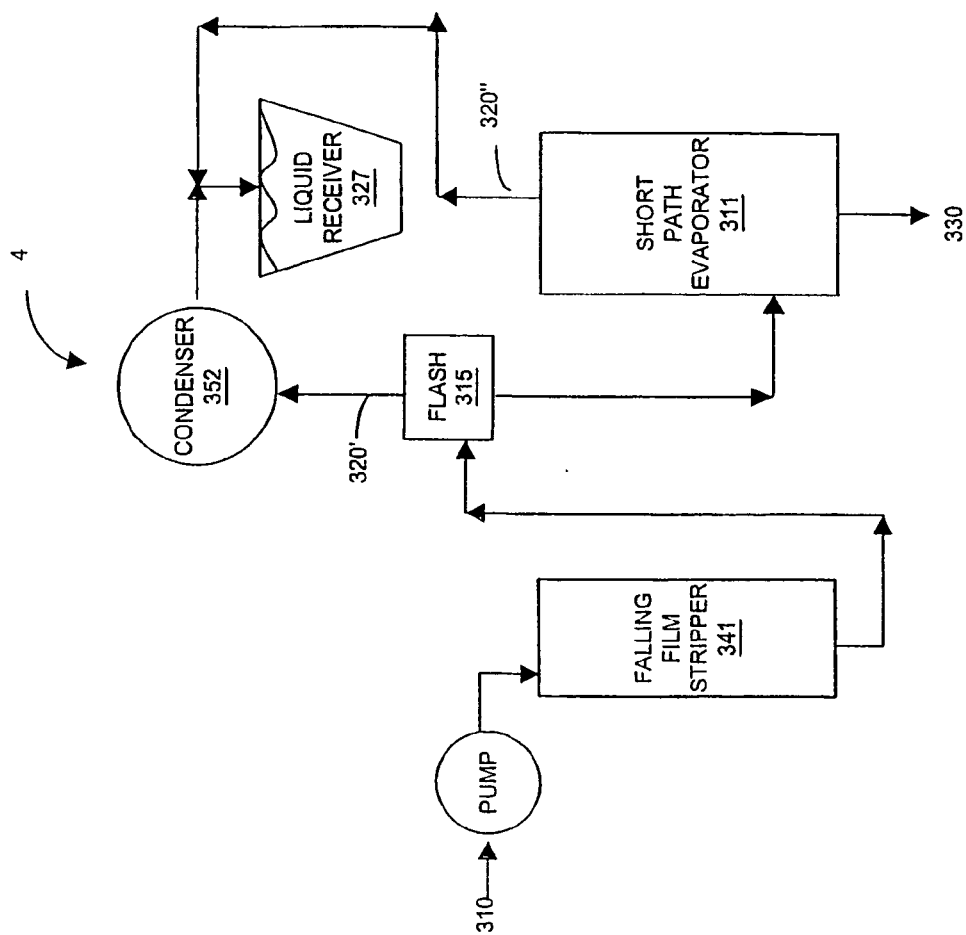 4
CONDENSER
352
LIQUID
RECEIVER
327
320'
320"
FLASH
315
SHORT
PATH
EVAPORATOR
311
330
310
PUMP
FALLING
FILM
STRIPPER
341